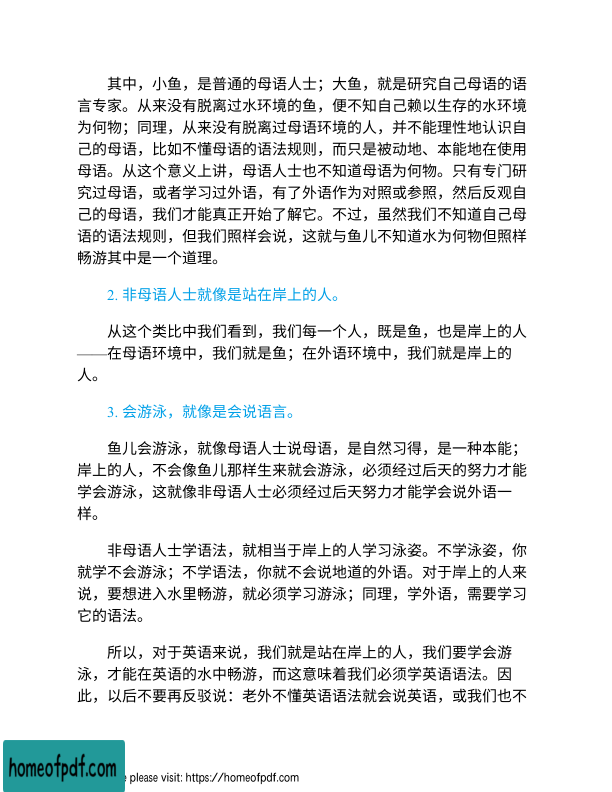 其中，小鱼，是普通的母语人士；大鱼，就是研究自己母语的语
言专家。从来没有脱离过水环境的鱼，便不知自己赖以生存的水环境
为何物；同理，从来没有脱离过母语环境的人，并不能理性地认识自
己的母语，比如不懂母语的语法规则，而只是被动地、本能地在使用
母语。从这个意义上讲，母语人士也不知道母语为何物。只有专门研
究过母语，或者学习过外语，有了外语作为对照或参照，然后反观自
己的母语，我们才能真正开始了解它。不过，虽然我们不知道自己母
语的语法规则，但我们照样会说，这就与鱼儿不知道水为何物但照样
畅游其中是一个道理。
2. 非母语人士就像是站在岸上的人。
从这个类比中我们看到，我们每一个人，既是鱼，也是岸上的人
——在母语环境中，我们就是鱼；在外语环境中，我们就是岸上的
人。
3. 会游泳，就像是会说语言。
鱼儿会游泳，就像母语人士说母语，是自然习得，是一种本能；
岸上的人，不会像鱼儿那样生来就会游泳，必须经过后天的努力才能
学会游泳，这就像非母语人士必须经过后天努力才能学会说外语一
样。
非母语人士学语法，就相当于岸上的人学习泳姿。不学泳姿，你
就学不会游泳；不学语法，你就不会说地道的外语。对于岸上的人来
说，要想进入水里畅游，就必须学习游泳；同理，学外语，需要学习
它的语法。
所以，对于英语来说，我们就是站在岸上的人，我们要学会游
泳，才能在英语的水中畅游，而这意味着我们必须学英语语法。因
此，以后不要再反驳说：老外不懂英语语法就会说英语，或我们也不
homeofpdf.com
e please visit: https://homeofpdf.com